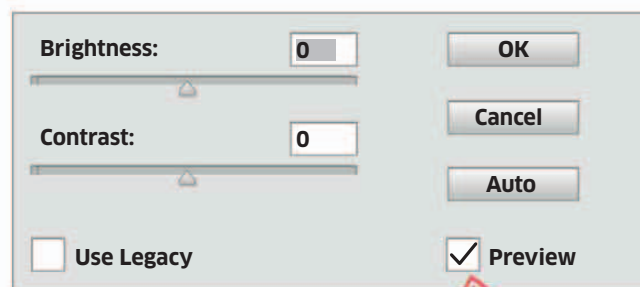 Brightness: 0 OK
Cancel
Contrast: 0
Auto
Use Legacy Preview